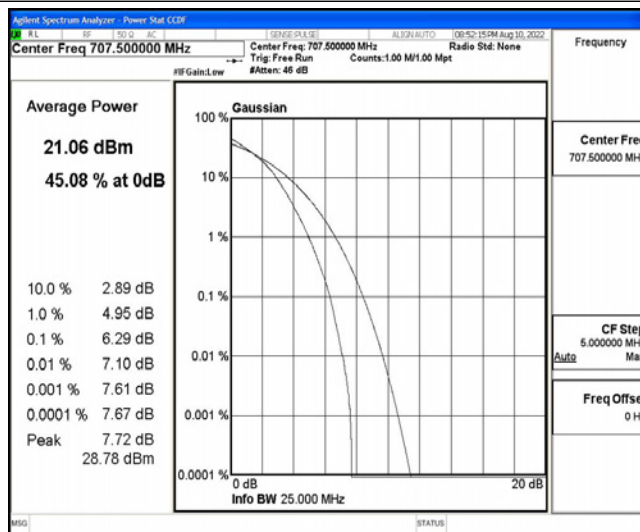 Agilent Spectrum Analyzer - Power Stat CCDF
RL RF 50 Ω AC SENSE:PULSE ALIGN AUTO 08:52:15 PM Aug 10, 2022
Center Freq 707.500000 MHz
Center Freq: 707.500000 MHz Radio Std: None
Trig: Free Run Counts:1.00 M/1.00 Mpt
#IFGain:Low #Atten: 46 dB
Frequency
Average Power
21.06 dBm
45.08 % at 0dB
10.0 % 2.89 dB
1.0 % 4.95 dB
0.1 % 6.29 dB
0.01 % 7.10 dB
0.001 % 7.61 dB
0.0001 % 7.67 dB
Peak 7.72 dB
28.78 dBm
Gaussian
100 %
10 %
1 %
0.1 %
0.01 %
0.001 %
0.0001 %
0 dB 20 dB
Info BW 25.000 MHz
Center Fre
707.500000 MH
CF Step
5.000000 MH
Auto Ma
Freq Offse
0 H
MSG STATUS